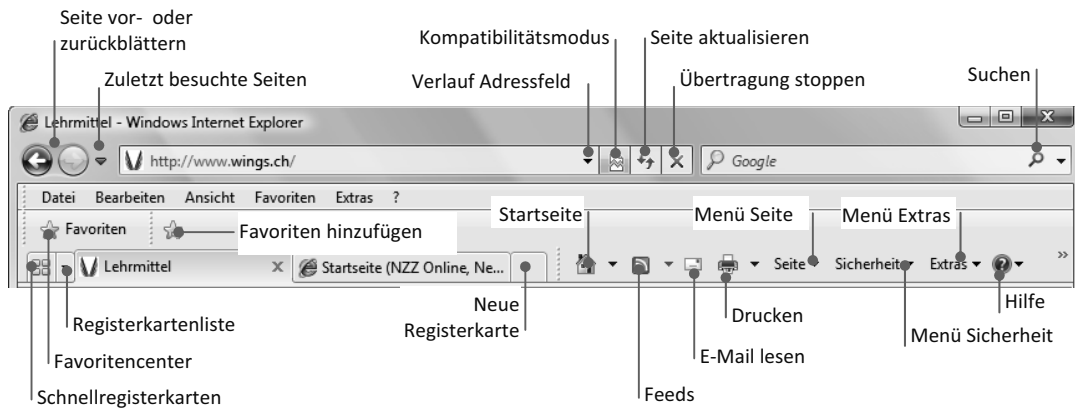 Seite vor- oder
zurückblättern
Kompatibilitätsmodus
Seite aktualisieren
Zuletzt besuchte Seiten
Verlauf Adressfeld
Übertragung stoppen
Suchen
Lehrmittel - Windows Internet Explorer
http://www.wings.ch/
Google
Datei Bearbeiten Ansicht Favoriten Extras ?
Favoriten
Favoriten hinzufügen
Startseite
Menü Seite
Menü Extras
Lehrmittel
Startseite (NZZ Online, Ne...
Seite
Sicherheit
Extras
Registerkartenliste
Neue
Registerkarte
Drucken
Hilfe
Menü Sicherheit
Favoritencenter
E-Mail lesen
Schnellregisterkarten
Feeds